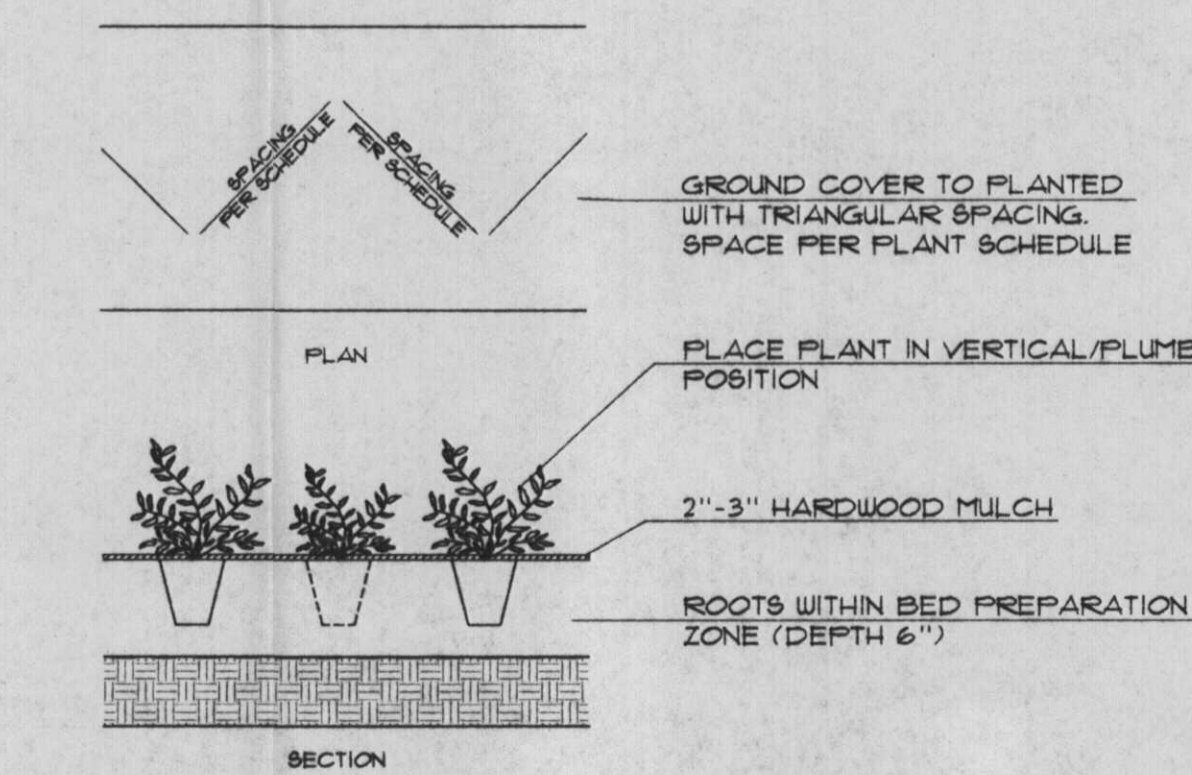 SPACING
PER SCHEDULE
SPACING
PER SCHEDULE
GROUND COVER TO PLANTED
WITH TRIANGULAR SPACING.
SPACE PER PLANT SCHEDULE
PLAN
PLACE PLANT IN VERTICAL/PLUME
POSITION
2"-3" HARDWOOD MULCH
ROOTS WITHIN BED PREPARATION
ZONE (DEPTH 6")
SECTION